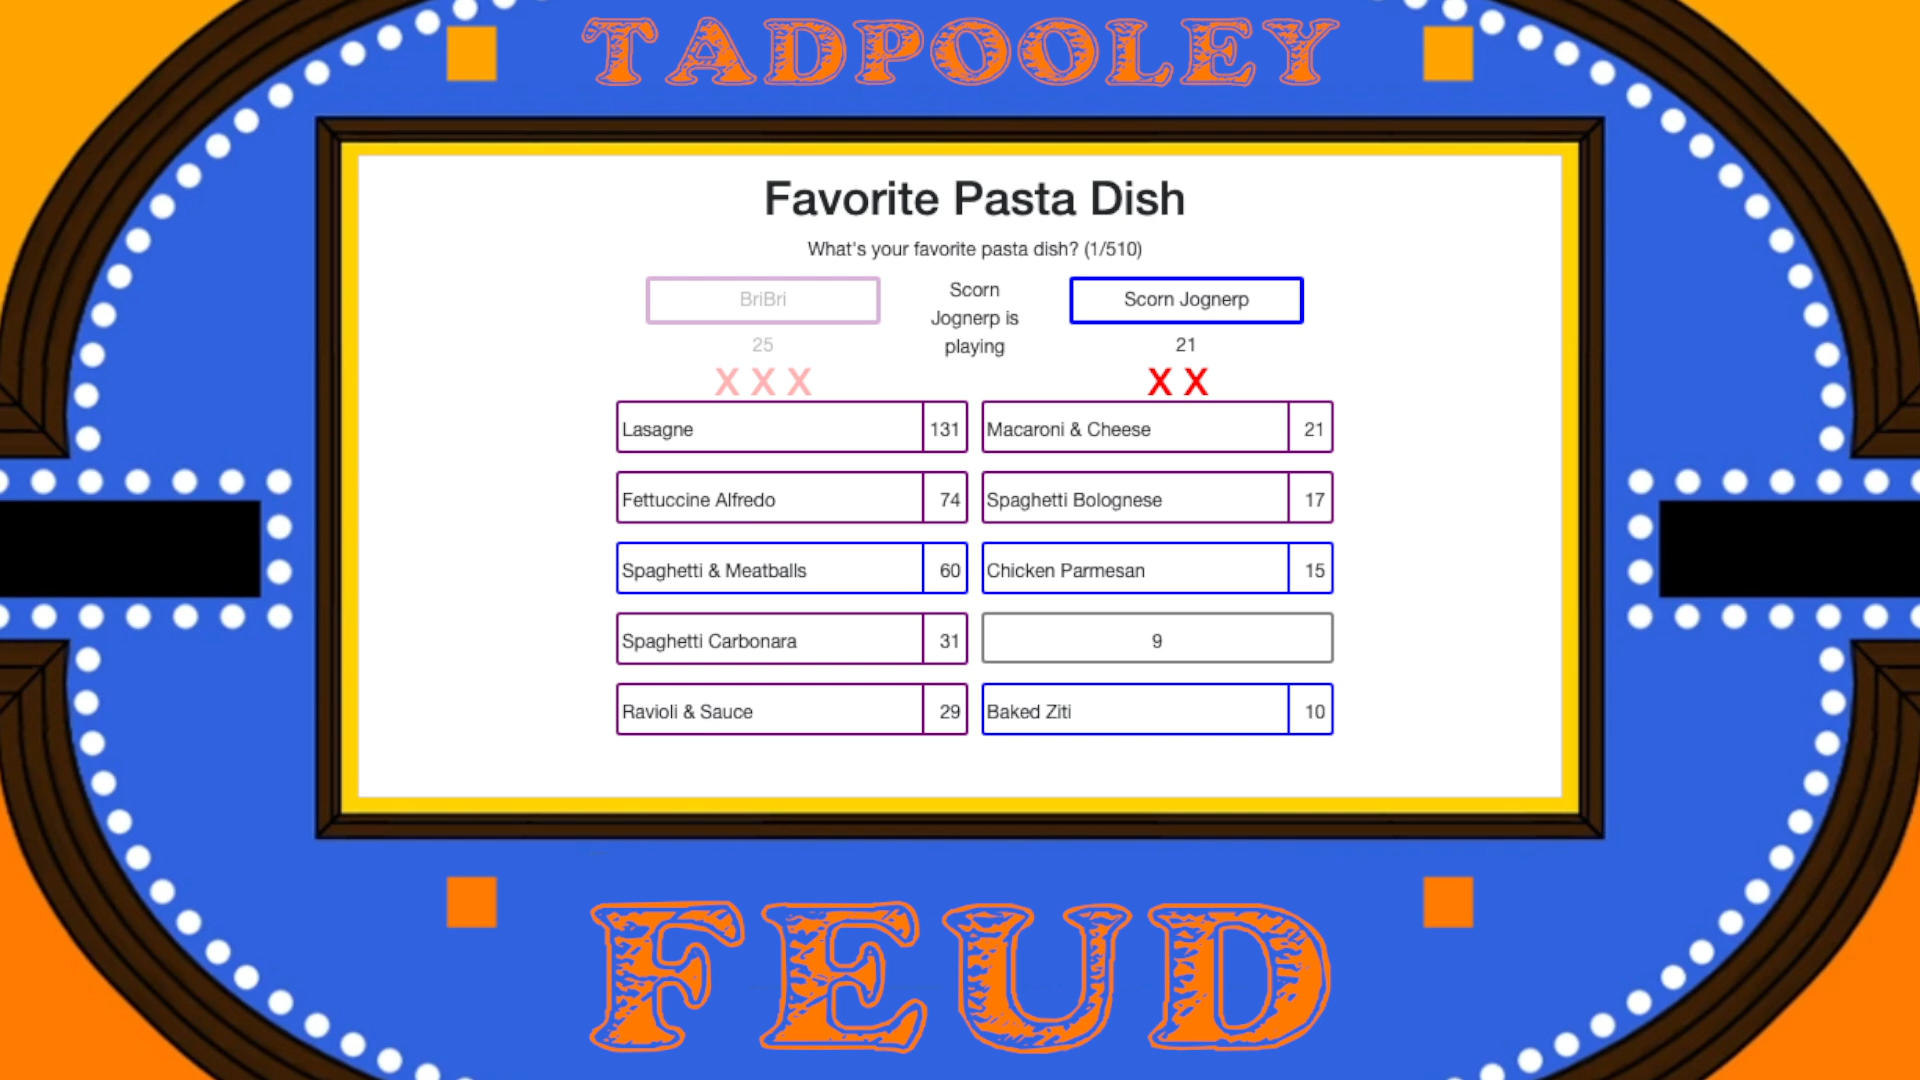 TADPOOLEY
Favorite Pasta Dish
What's your favorite pasta dish? (1/510)
BriBri
25
X X X
Scorn
Jognerp is
playing
Scorn Jognerp
21
X X
Lasagne 131
Fettuccine Alfredo 74
Spaghetti & Meatballs 60
Spaghetti Carbonara 31
Ravioli & Sauce 29
Macaroni & Cheese 21
Spaghetti Bolognese 17
Chicken Parmesan 15
9
Baked Ziti 10
FEUD